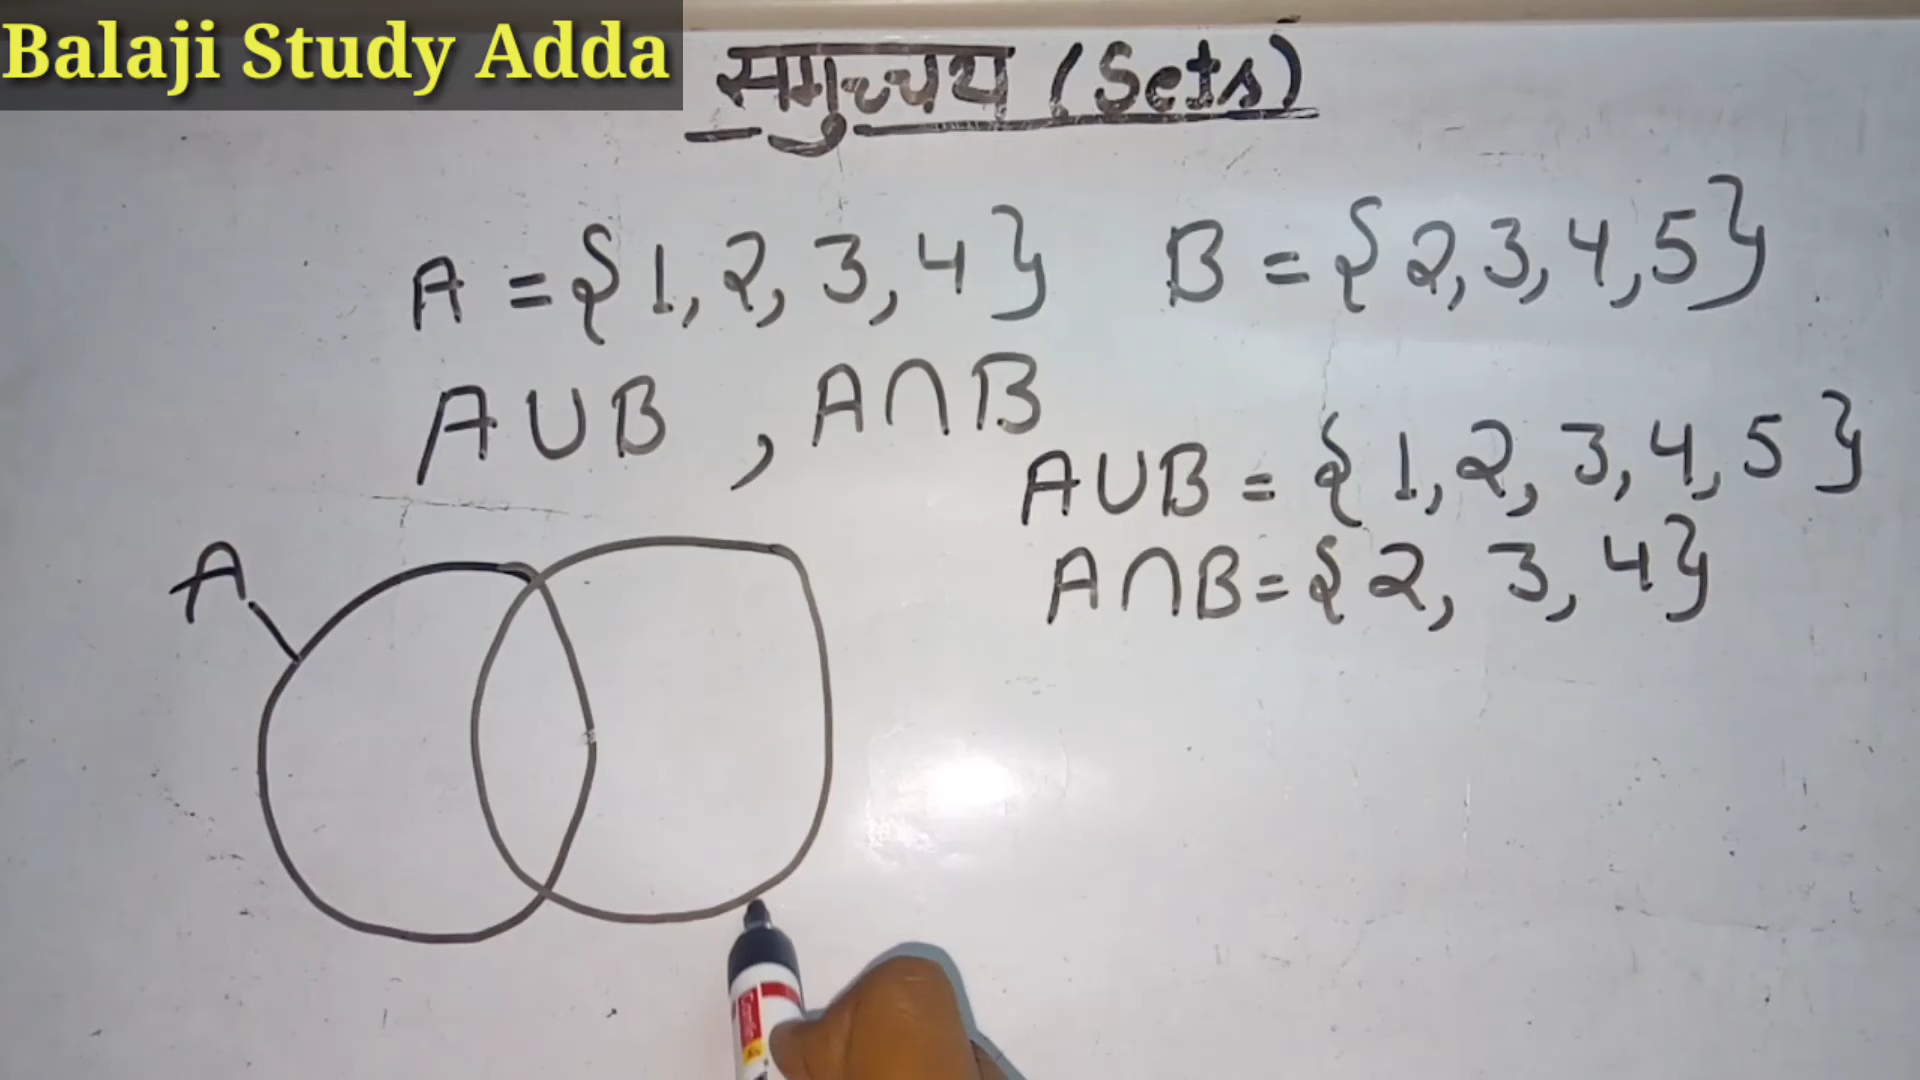 Balaji Study Adda
समुच्चय (Sets)
A = {1, 2, 3, 4} B = {2, 3, 4, 5}
A∪B , A∩B
A∪B = {1, 2, 3, 4, 5}
A∩B = {2, 3, 4}
A